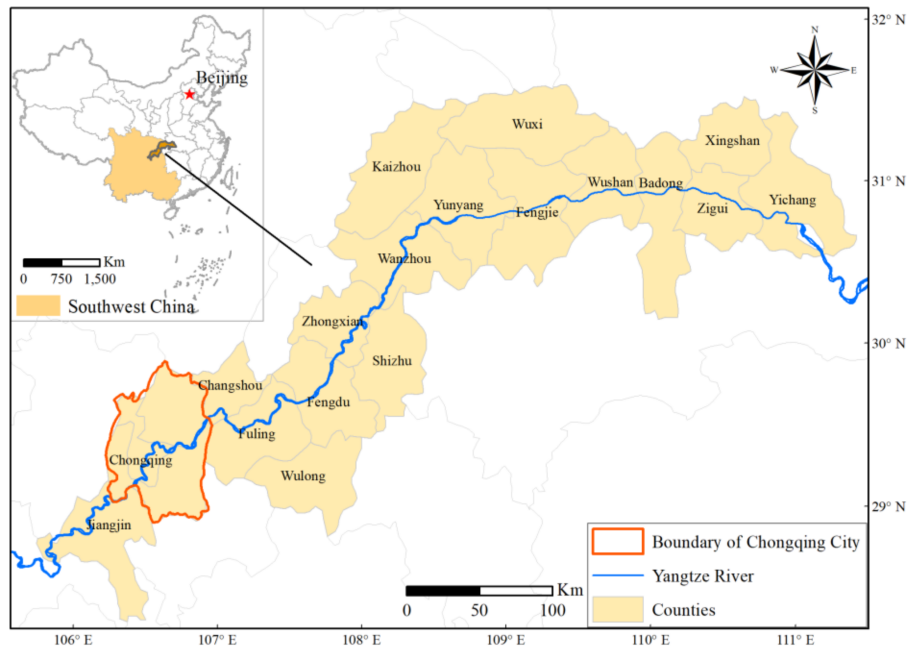 32° N
N
W
E
S
Beijing
Km
0
750
1,500
Southwest China
Wuxi
Xingshan
Kaizhou
31° N
Wushan
Badong
Yunyang
Fengjie
Zigui
Yichang
Wanzhou
Zhongxian
30° N
Shizhu
Changshou
Fengdu
Fuling
Chongqing
Wulong
29° N
Jiangjin
Km
0
50
100
Boundary of Chongqing City
Yangtze River
Counties
106° E
107° E
108° E
109° E
110° E
111° E